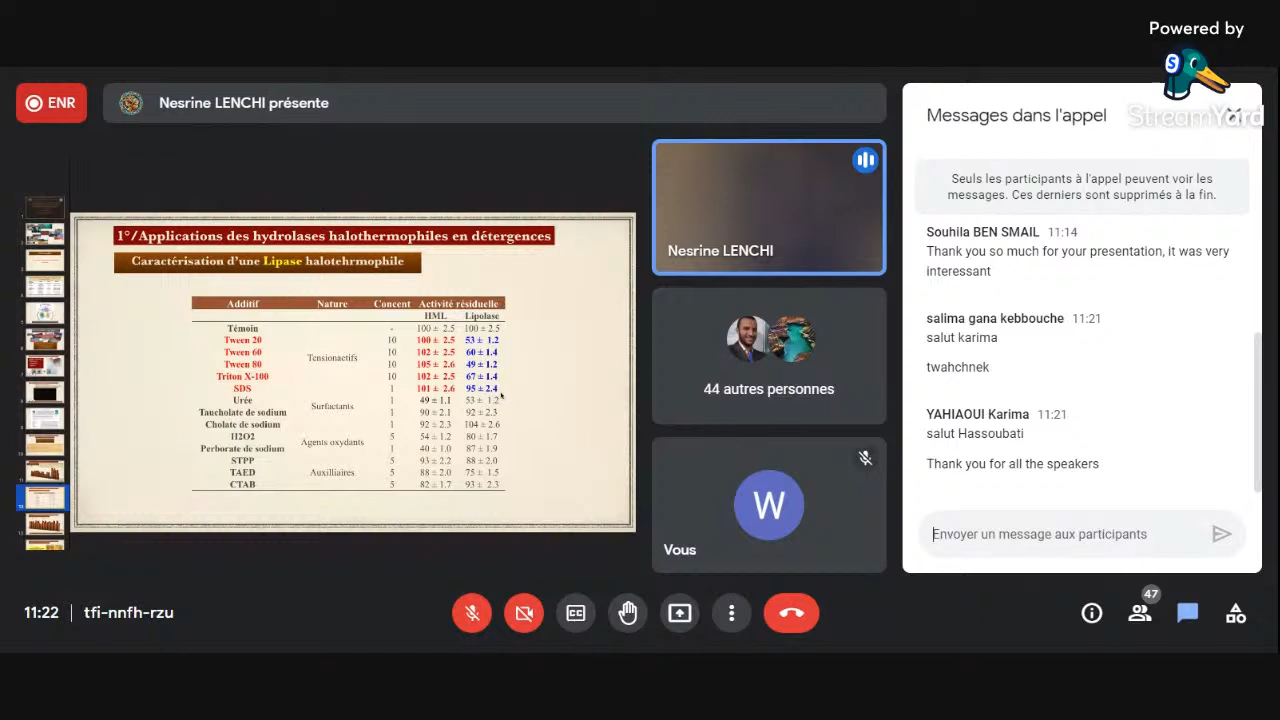 Powered by
StreamYard
ENR
Nesrine LENCHI présente
1°/Applications des hydrolases halothermophiles en détergences
Caractérisation d'une Lipase halotehrmophile
Additif Nature Concent Activité résiduelle
HML Lipolase
Témoin - 100 ± 2.5 100 ± 2.5
Tween 20 10 100 ± 2.5 53 ± 1.2
Tween 60 10 102 ± 2.5 60 ± 1.4
Tensionactifs
Tween 80 10 105 ± 2.6 49 ± 1.2
Triton X-100 10 102 ± 2.5 67 ± 1.4
SDS 1 101 ± 2.6 95 ± 2.4
Urée 1 49 ± 1.1 53 ± 1.2
Surfactants
Taucholate de sodium 1 90 ± 2.1 92 ± 2.3
Cholate de sodium 1 92 ± 2.3 104 ± 2.6
H2O2 5 54 ± 1.2 80 ± 1.7
Agents oxydants
Perborate de sodium 1 40 ± 1.0 87 ± 1.9
STPP 5 93 ± 2.2 88 ± 2.0
TAED Auxilliaires 5 88 ± 2.0 75 ± 1.5
CTAB 5 82 ± 1.7 93 ± 2.3
Nesrine LENCHI
44 autres personnes
W
Vous
Messages dans l'appel
Seuls les participants à l'appel peuvent voir les
messages. Ces derniers sont supprimés à la fin.
Souhila BEN SMAIL 11:14
Thank you so much for your presentation, it was very
interessant
salima gana kebbouche 11:21
salut karima
twahchnek
YAHIAOUI Karima 11:21
salut Hassoubati
Thank you for all the speakers
Envoyer un message aux participants
11:22 | tfi-nnfh-rzu
47